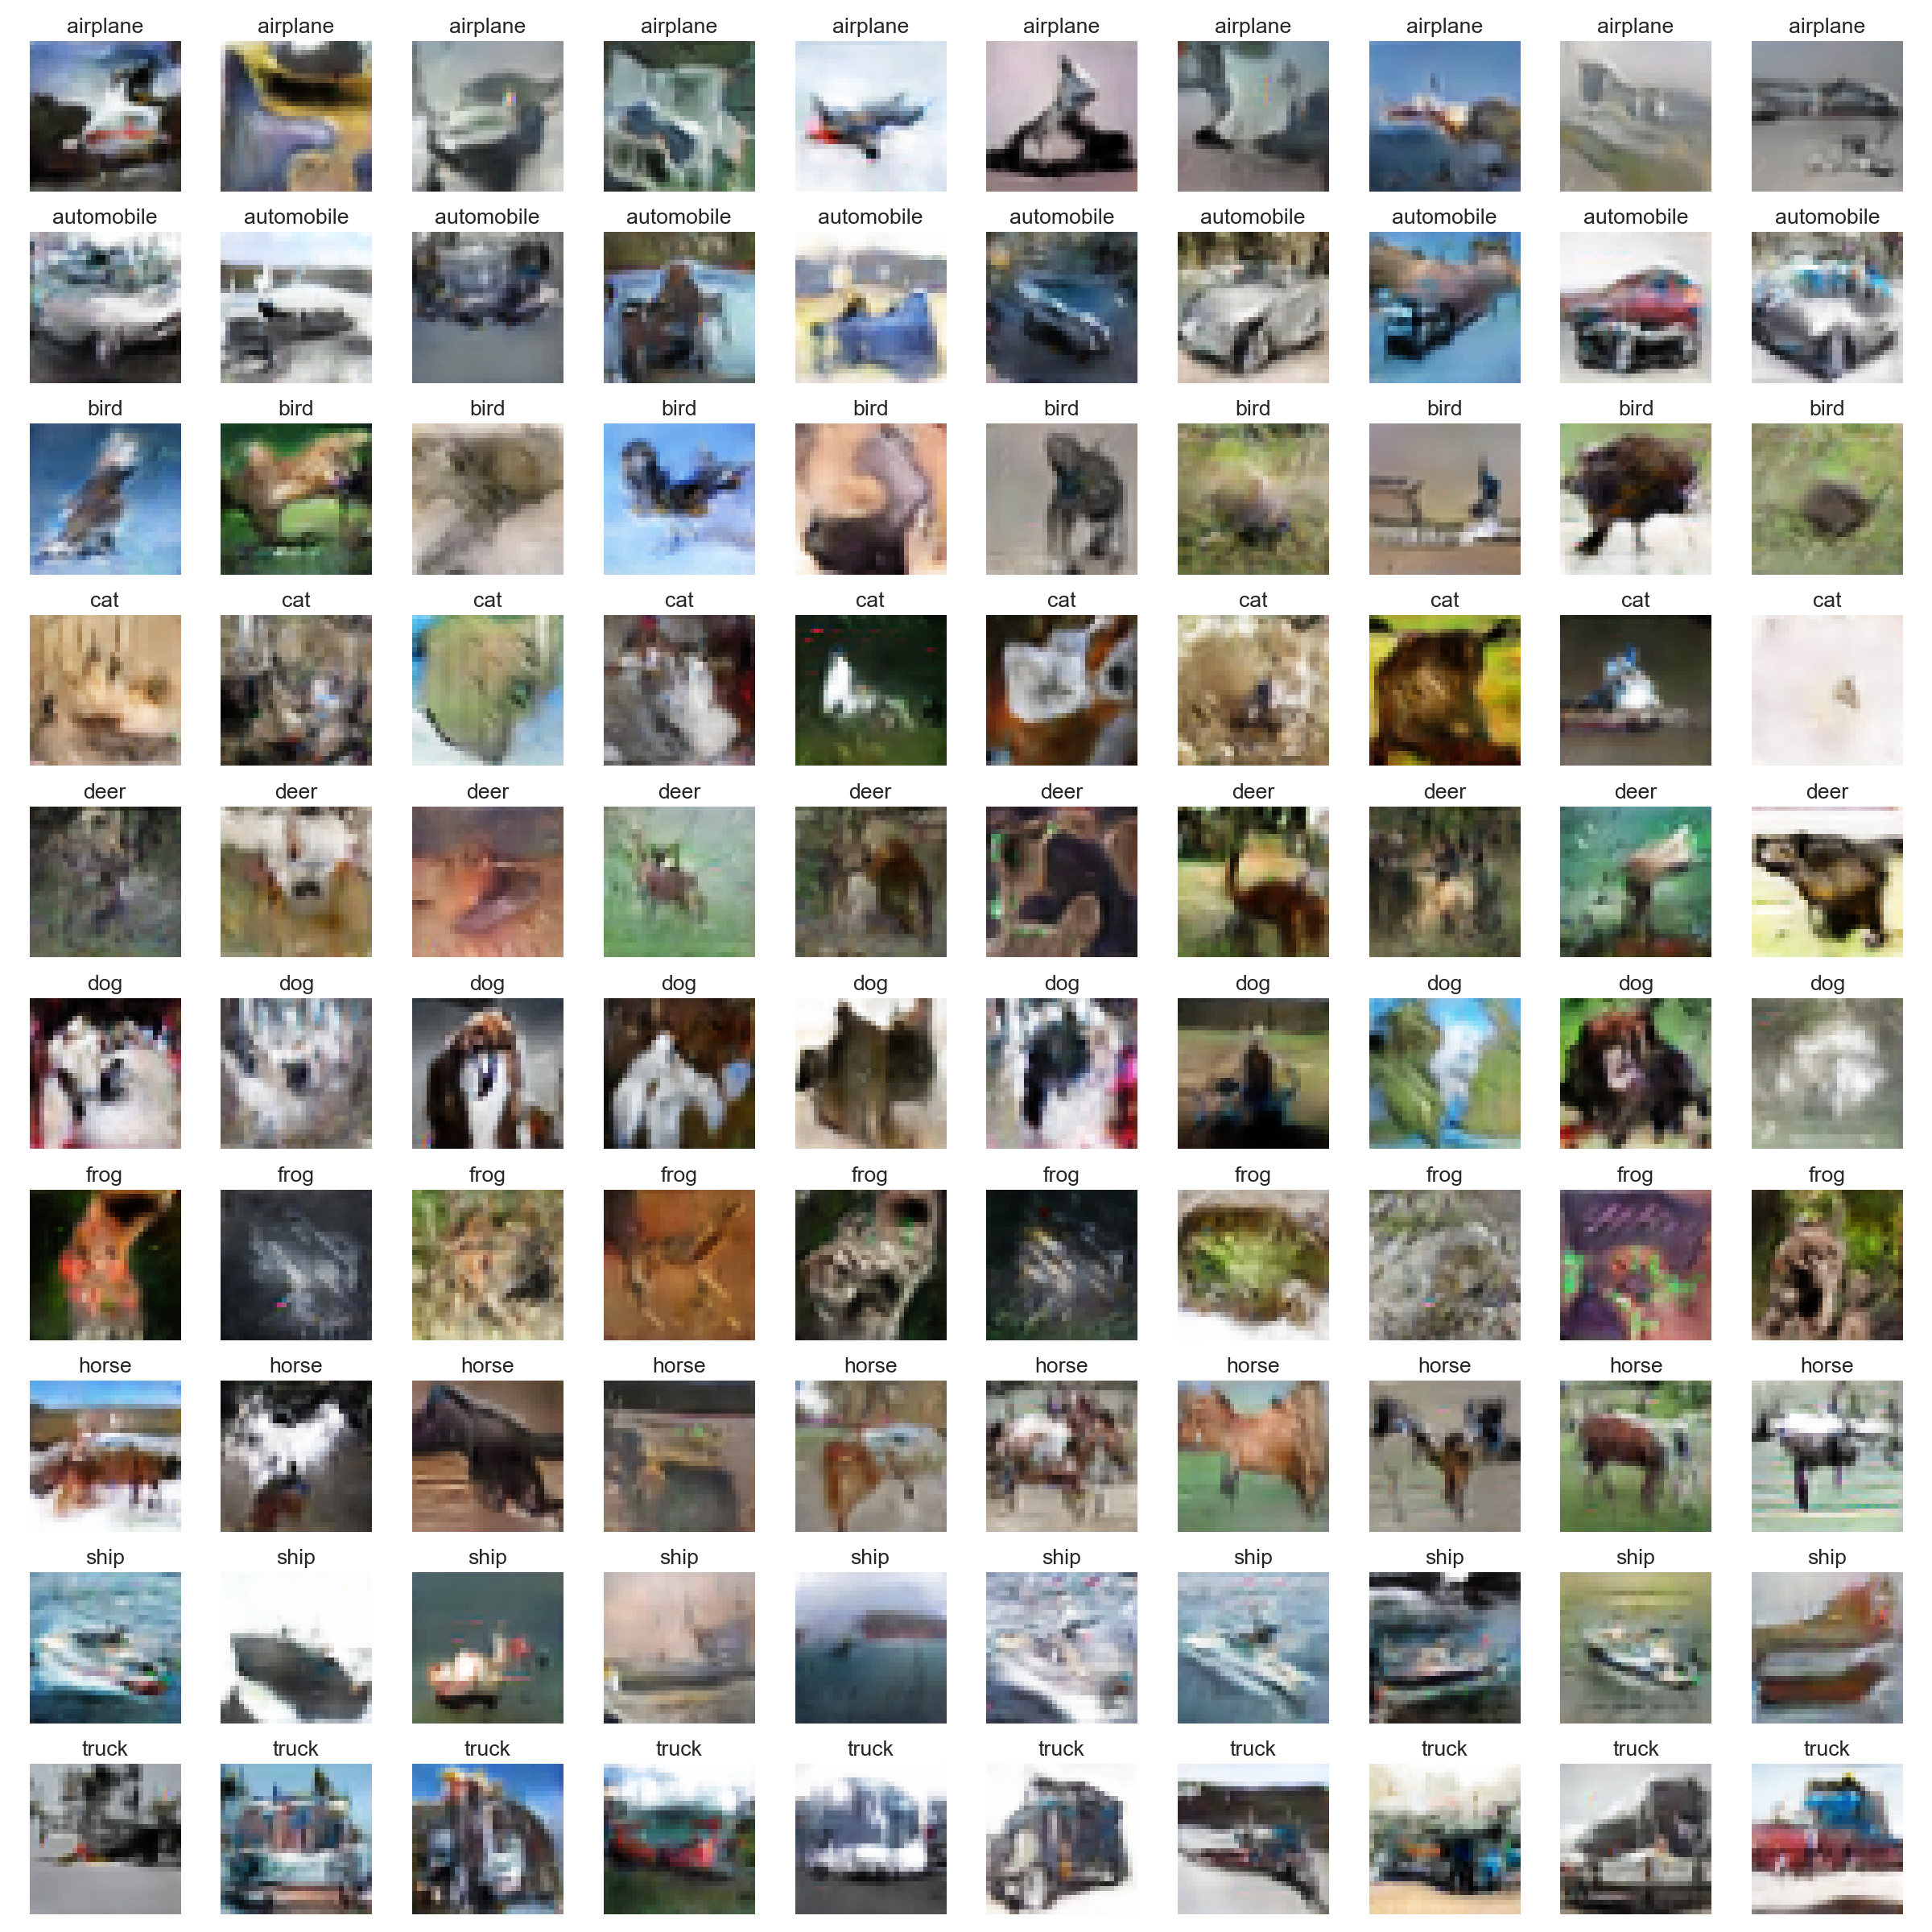 airplane airplane airplane airplane airplane airplane airplane airplane airplane airplane
automobile automobile automobile automobile automobile automobile automobile automobile automobile automobile
bird bird bird bird bird bird bird bird bird bird
cat cat cat cat cat cat cat cat cat cat
deer deer deer deer deer deer deer deer deer deer
dog dog dog dog dog dog dog dog dog dog
frog frog frog frog frog frog frog frog frog frog
horse horse horse horse horse horse horse horse horse horse
ship ship ship ship ship ship ship ship ship ship
truck truck truck truck truck truck truck truck truck truck